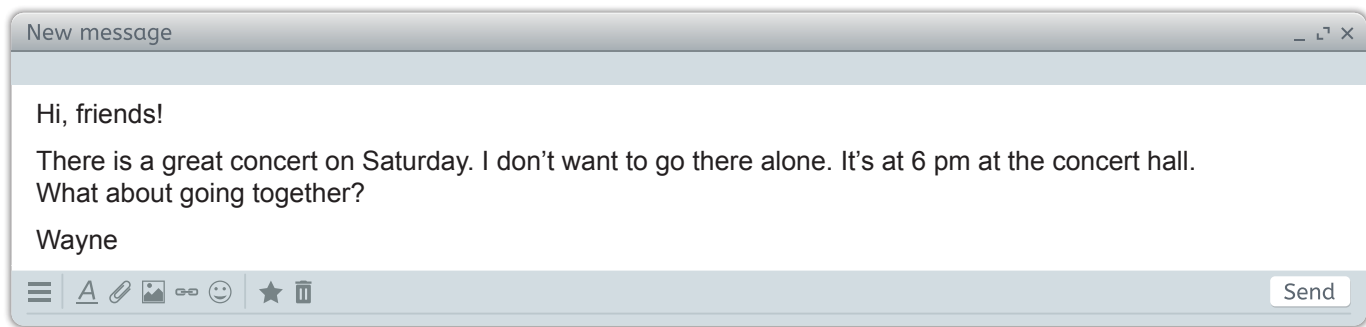 New message
Hi, friends!
There is a great concert on Saturday. I don’t want to go there alone. It’s at 6 pm at the concert hall.
What about going together?
Wayne
A
Send